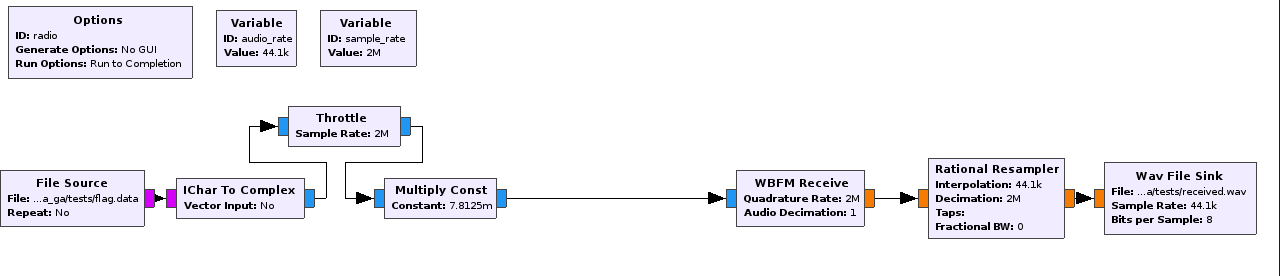 Options
ID: radio
Generate Options: No GUI
Run Options: Run to Completion
Variable
ID: audio_rate
Value: 44.1k
Variable
ID: sample_rate
Value: 2M
Throttle
Sample Rate: 2M
File Source
File: ...a_ga/tests/flag.data
Repeat: No
IChar To Complex
Vector Input: No
Multiply Const
Constant: 7.8125m
WBFM Receive
Quadrature Rate: 2M
Audio Decimation: 1
Rational Resampler
Interpolation: 44.1k
Decimation: 2M
Taps:
Fractional BW: 0
Wav File Sink
File: ...a/tests/received.wav
Sample Rate: 44.1k
Bits per Sample: 8